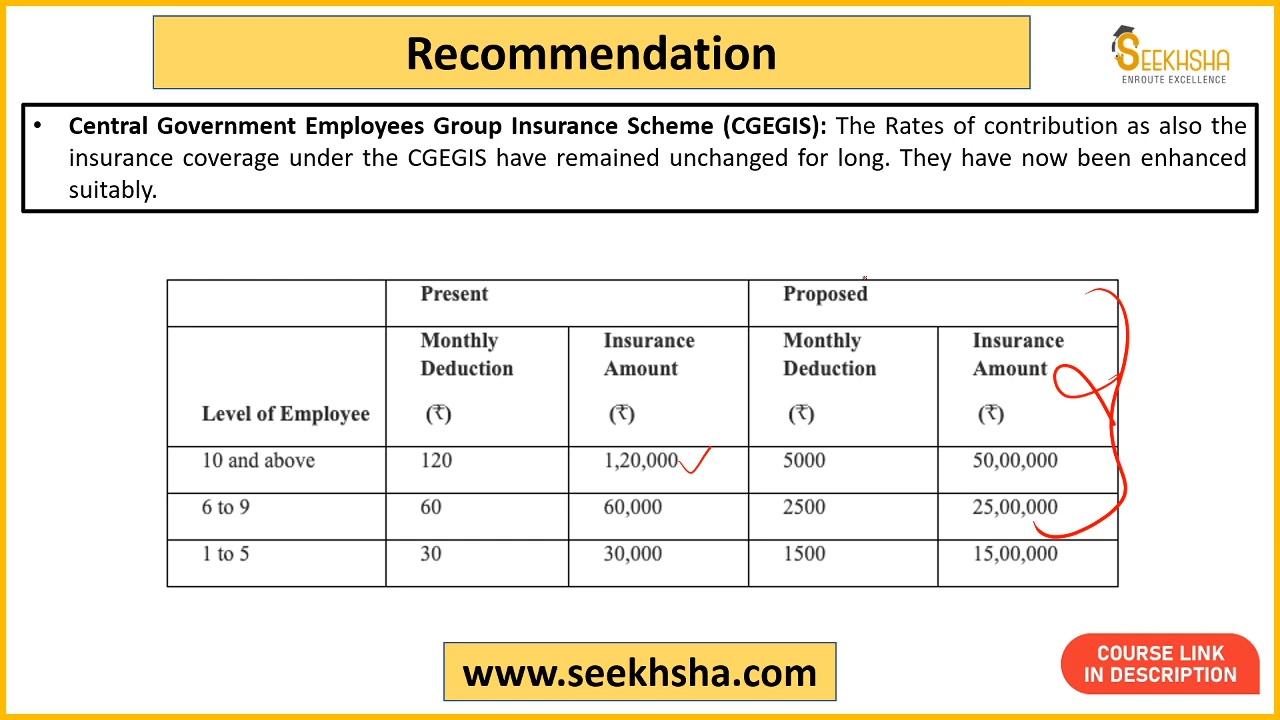 Recommendation
SEEKHSHA
ENROUTE EXCELLENCE
• Central Government Employees Group Insurance Scheme (CGEGIS): The Rates of contribution as also the
insurance coverage under the CGEGIS have remained unchanged for long. They have now been enhanced
suitably.
Present Proposed
Monthly Insurance Monthly Insurance
Deduction Amount Deduction Amount
Level of Employee (₹) (₹) (₹) (₹)
10 and above 120 1,20,000 5000 50,00,000
6 to 9 60 60,000 2500 25,00,000
1 to 5 30 30,000 1500 15,00,000
www.seekhsha.com
COURSE LINK
IN DESCRIPTION